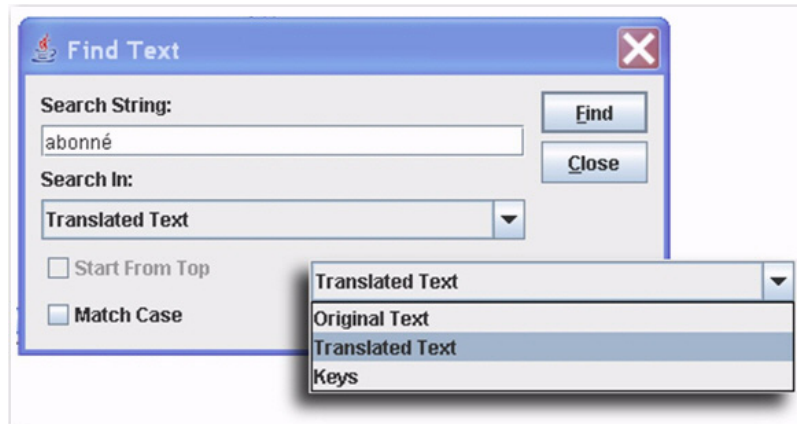 Find Text
Search String:
Find
abonné
Close
Search In:
Translated Text
Start From Top
Translated Text
Match Case
Original Text
Translated Text
Keys